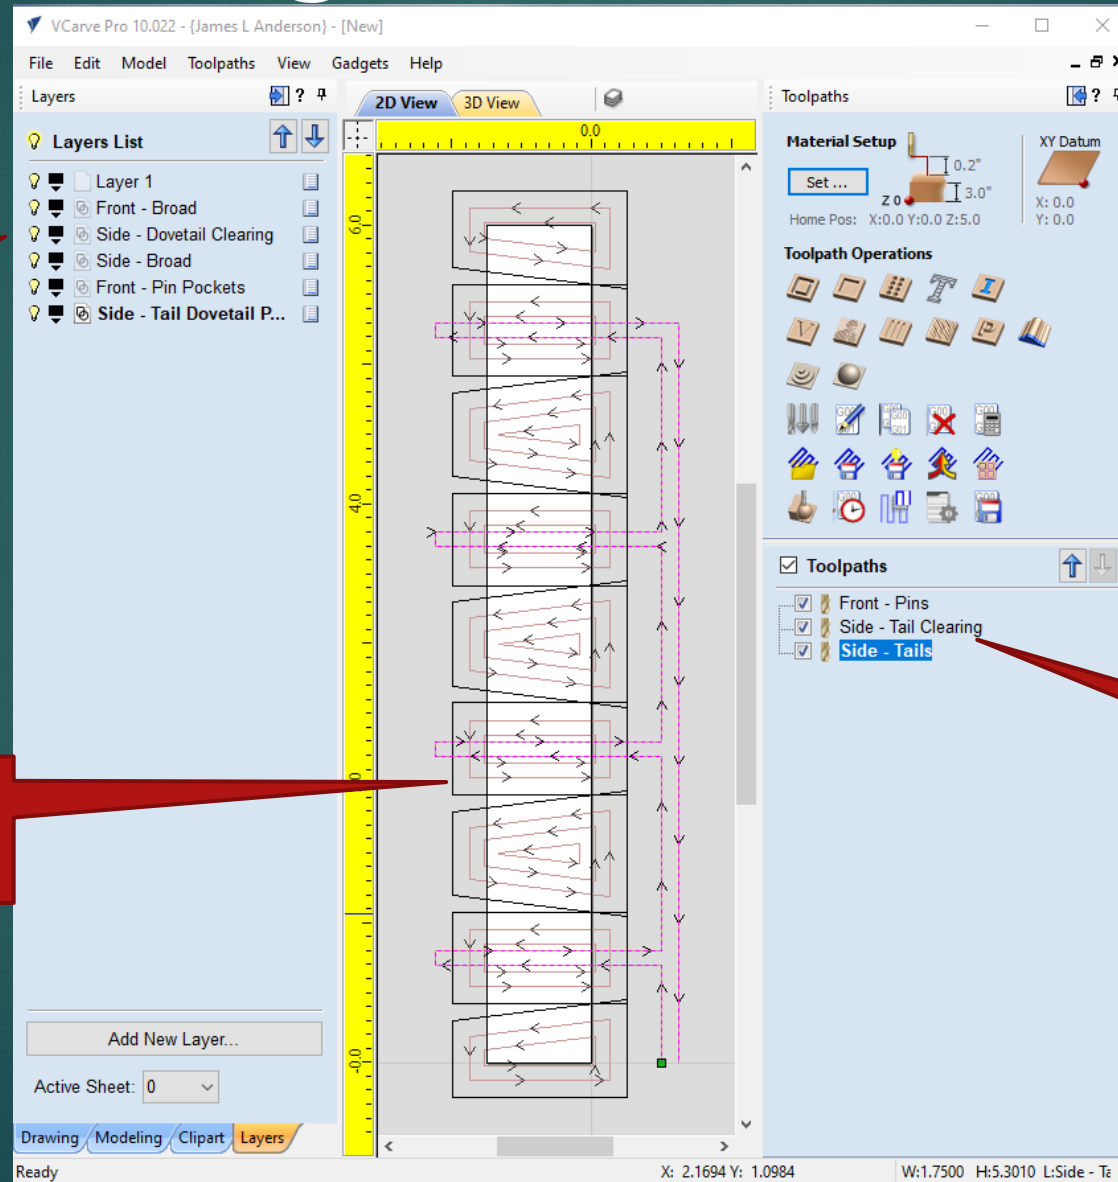 VCarve Pro 10.022 - {James L Anderson} - [New]
File Edit Model Toolpaths View Gadgets Help
Layers
?
Layers List
Layer 1
Front - Broad
Side - Dovetail Clearing
Side - Broad
Front - Pin Pockets
Side - Tail Dovetail P...
Add New Layer...
Active Sheet: 0
Drawing Modeling Clipart Layers
Ready
2D View 3D View
0.0
6.0
4.0
-0.0
Toolpaths
?
Material Setup
Set ...
0.2"
3.0"
Z 0
XY Datum
X: 0.0
Y: 0.0
Home Pos: X:0.0 Y:0.0 Z:5.0
Toolpath Operations
Toolpaths
Front - Pins
Side - Tail Clearing
Side - Tails
X: 2.1694 Y: 1.0984
W:1.7500 H:5.3010 L:Side - Ta